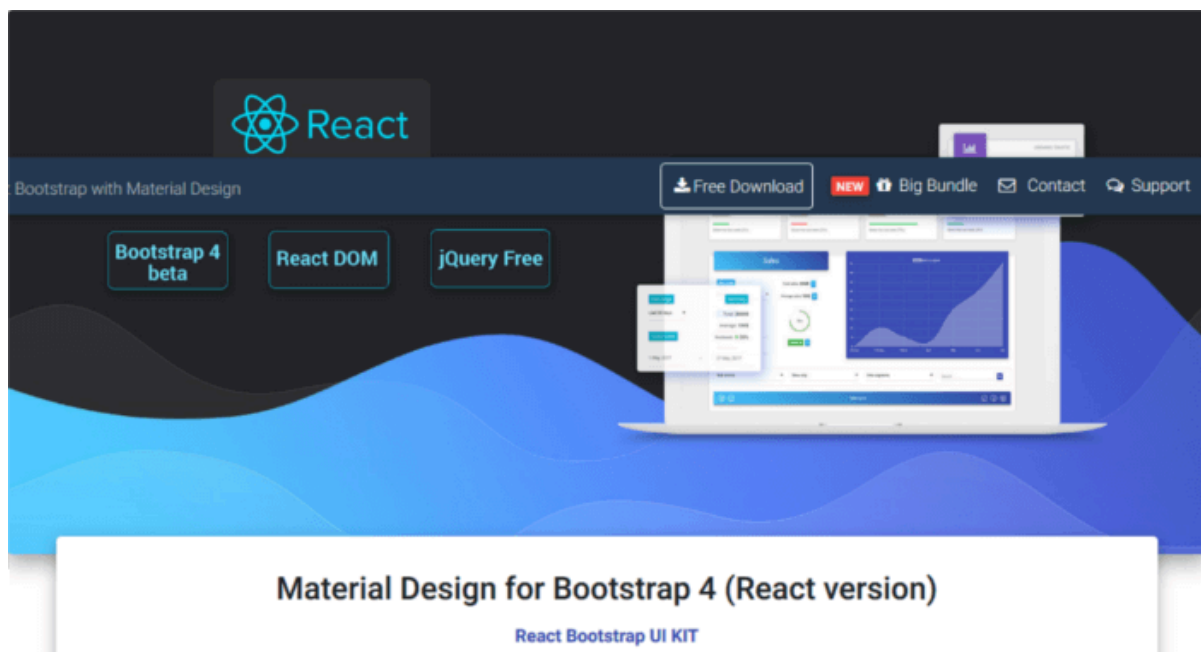 React
t Bootstrap with Material Design
Free Download
NEW Big Bundle
Contact
Support
Bootstrap 4
beta
React DOM
jQuery Free
Sales
Material Design for Bootstrap 4 (React version)
React Bootstrap UI KIT